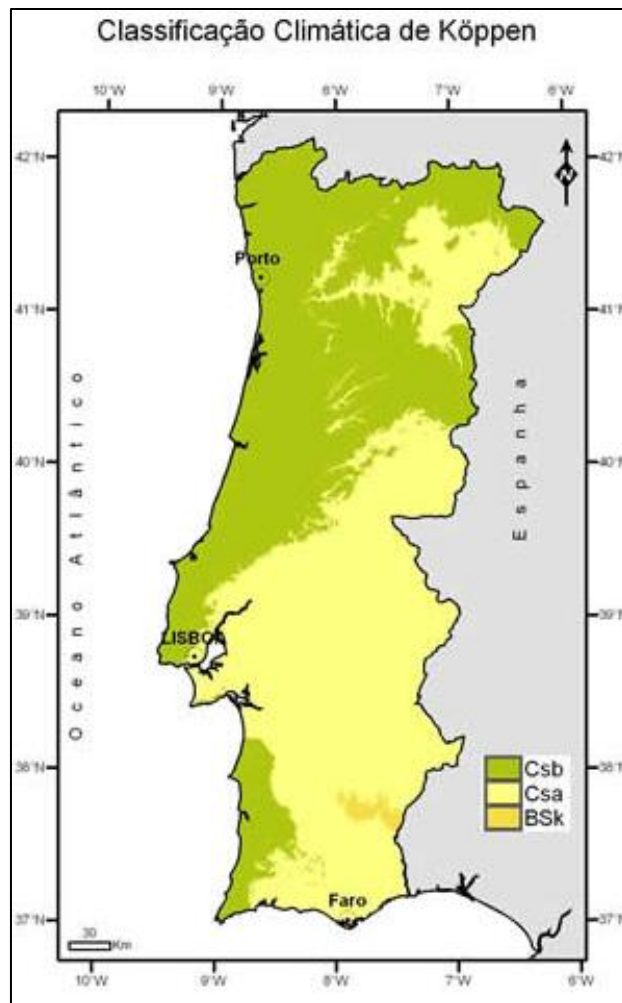 Classificação Climática de Köppen
10°W 9°W 8°W 7°W 6°W
42°N 42°N
N
Porto
41°N 41°N
Oceano Atlântico
Espanha
40°N 40°N
39°N 39°N
LISBOA
38°N 38°N
Csb
Csa
BSk
Faro
37°N 37°N
30
Km
10°W 9°W 8°W 7°W 6°W